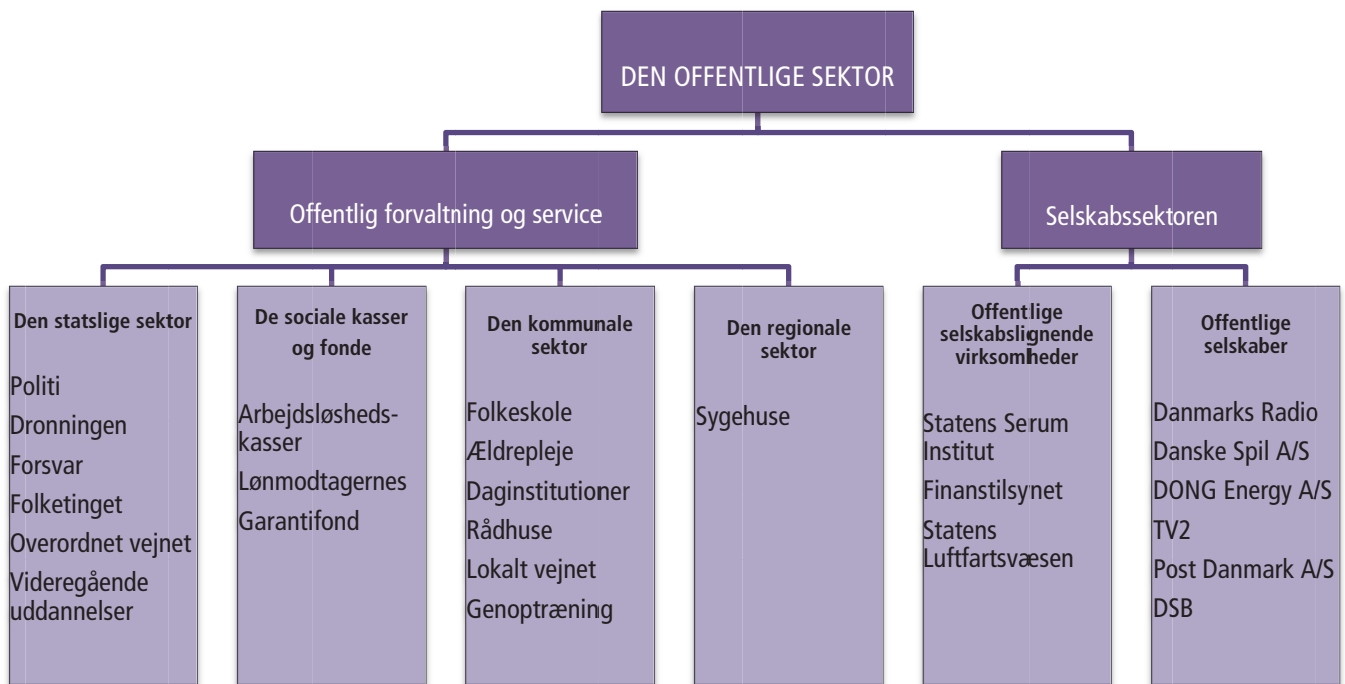 DEN OFFENTLIGE SEKTOR
Offentlig forvaltning og service
Selskabssektoren
Den statslige sektor
Politi
Dronningen
Forsvar
Folketinget
Overordnet vejnet
Videregående
uddannelser
De sociale kasser
og fonde
Arbejdsløsheds-
kasser
Lønmodtagernes
Garantifond
Den kommunale
sektor
Folkeskole
Ældrepleje
Daginstitutioner
Rådhuse
Lokalt vejnet
Genoptræning
Den regionale
sektor
Sygehuse
Offentlige
selskabslignende
virksomheder
Statens Serum
Institut
Finanstilsynet
Statens
Luftfartsvæsen
Offentlige
selskaber
Danmarks Radio
Danske Spil A/S
DONG Energy A/S
TV2
Post Danmark A/S
DSB